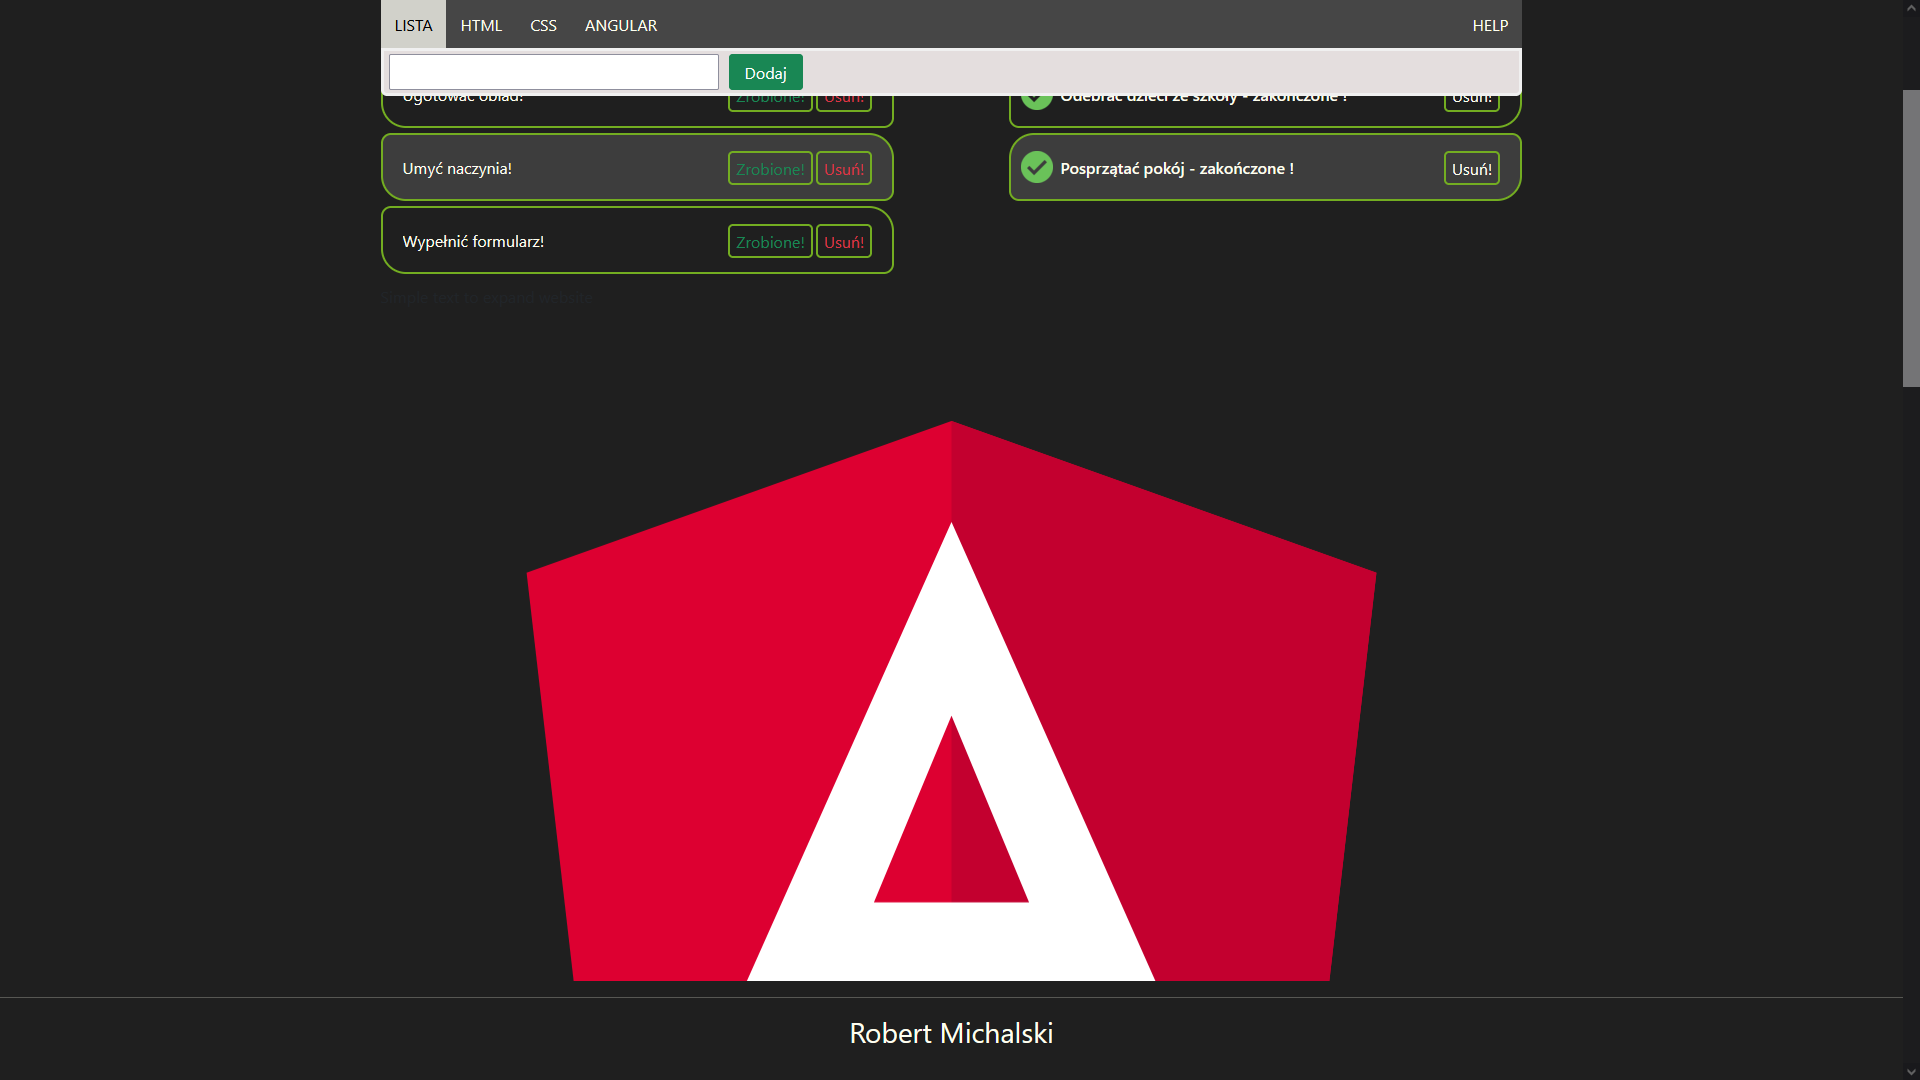 LISTA HTML CSS ANGULAR HELP
Dodaj
Ugotować obiad! Zrobione! Usuń!
Odebrać dzieci ze szkoły - zakończone ! Usuń!
Umyć naczynia! Zrobione! Usuń!
Posprzątać pokój - zakończone ! Usuń!
Wypełnić formularz! Zrobione! Usuń!
Simple text to expand website
Robert Michalski